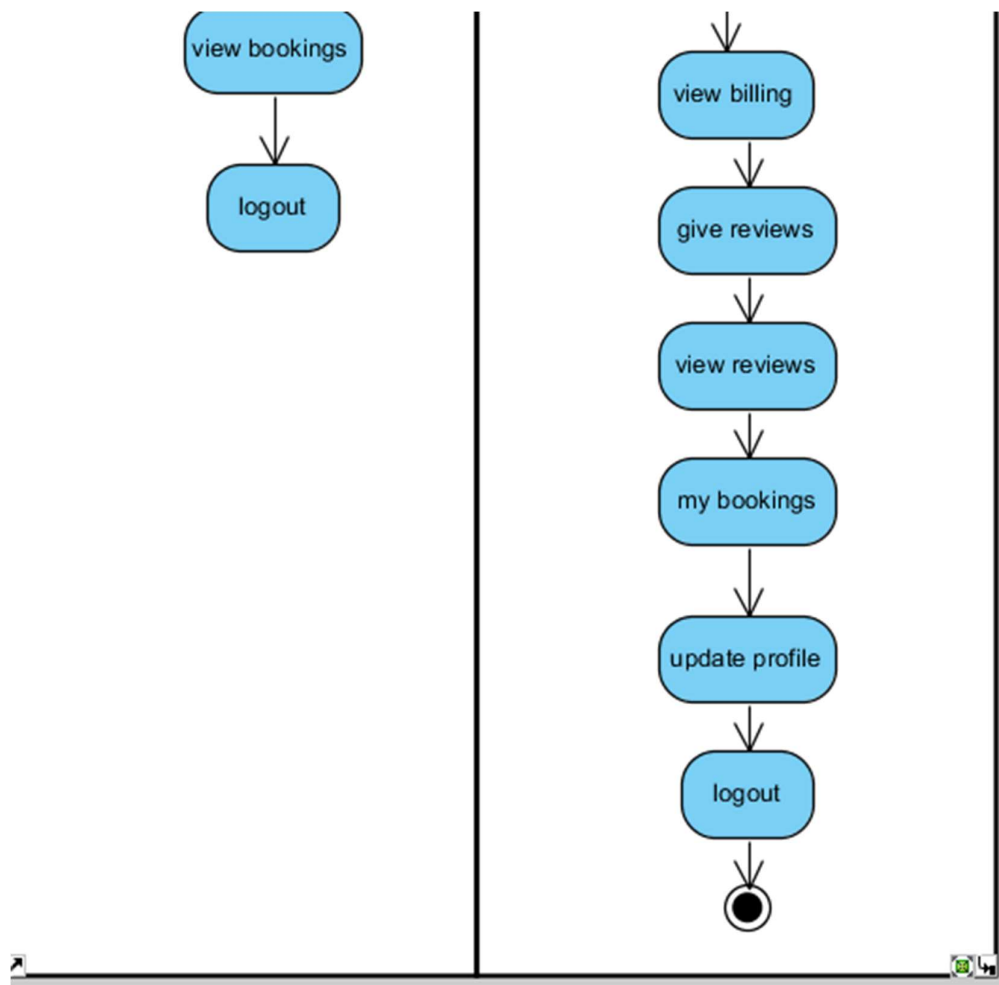 view bookings
logout
view billing
give reviews
view reviews
my bookings
update profile
logout